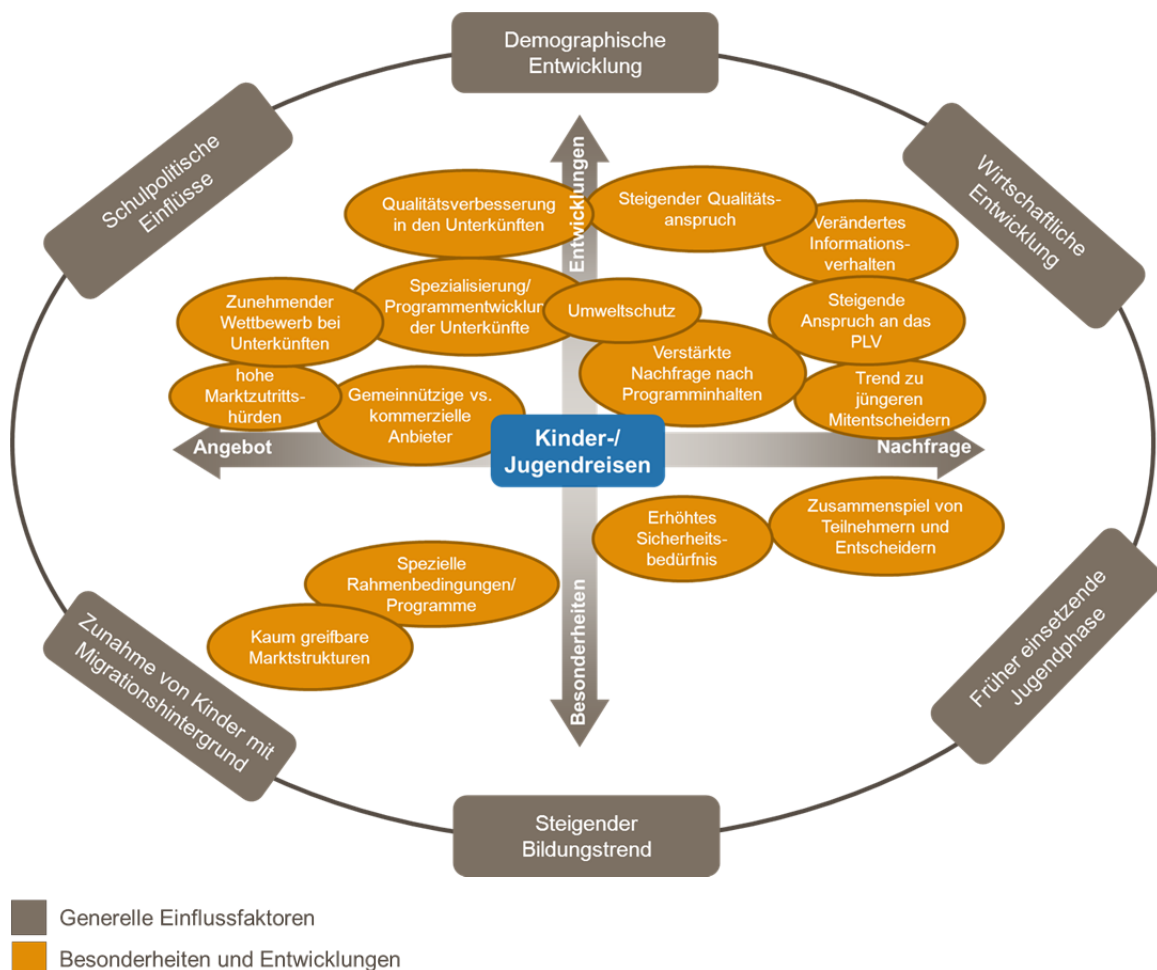 Demographische
Entwicklung
Schulpolitische
Einflüsse
Wirtschaftliche
Entwicklung
Entwicklungen
Qualitätsverbesserung
in den Unterkünften
Steigender Qualitäts-
anspruch
Verändertes
Informations-
verhalten
Zunehmender
Wettbewerb bei
Unterkünften
Spezialisierung/
Programmentwicklung
der Unterkünfte
Umweltschutz
Steigende
Anspruch an das
PLV
hohe
Marktzutritts-
hürden
Gemeinnützige vs.
kommerzielle
Anbieter
Verstärkte
Nachfrage nach
Programminhalten
Trend zu
jüngeren
Mitentscheidern
Angebot
Kinder-/
Jugendreisen
Nachfrage
Erhöhtes
Sicherheits-
bedürfnis
Zusammenspiel von
Teilnehmern und
Entscheidern
Spezielle
Rahmenbedingungen/
Programme
Kaum greifbare
Marktstrukturen
Besonderheiten
Zunahme von Kinder mit
Migrationshintergrund
Früher einsetzende
Jugendphase
Steigender
Bildungstrend
Generelle Einflussfaktoren
Besonderheiten und Entwicklungen